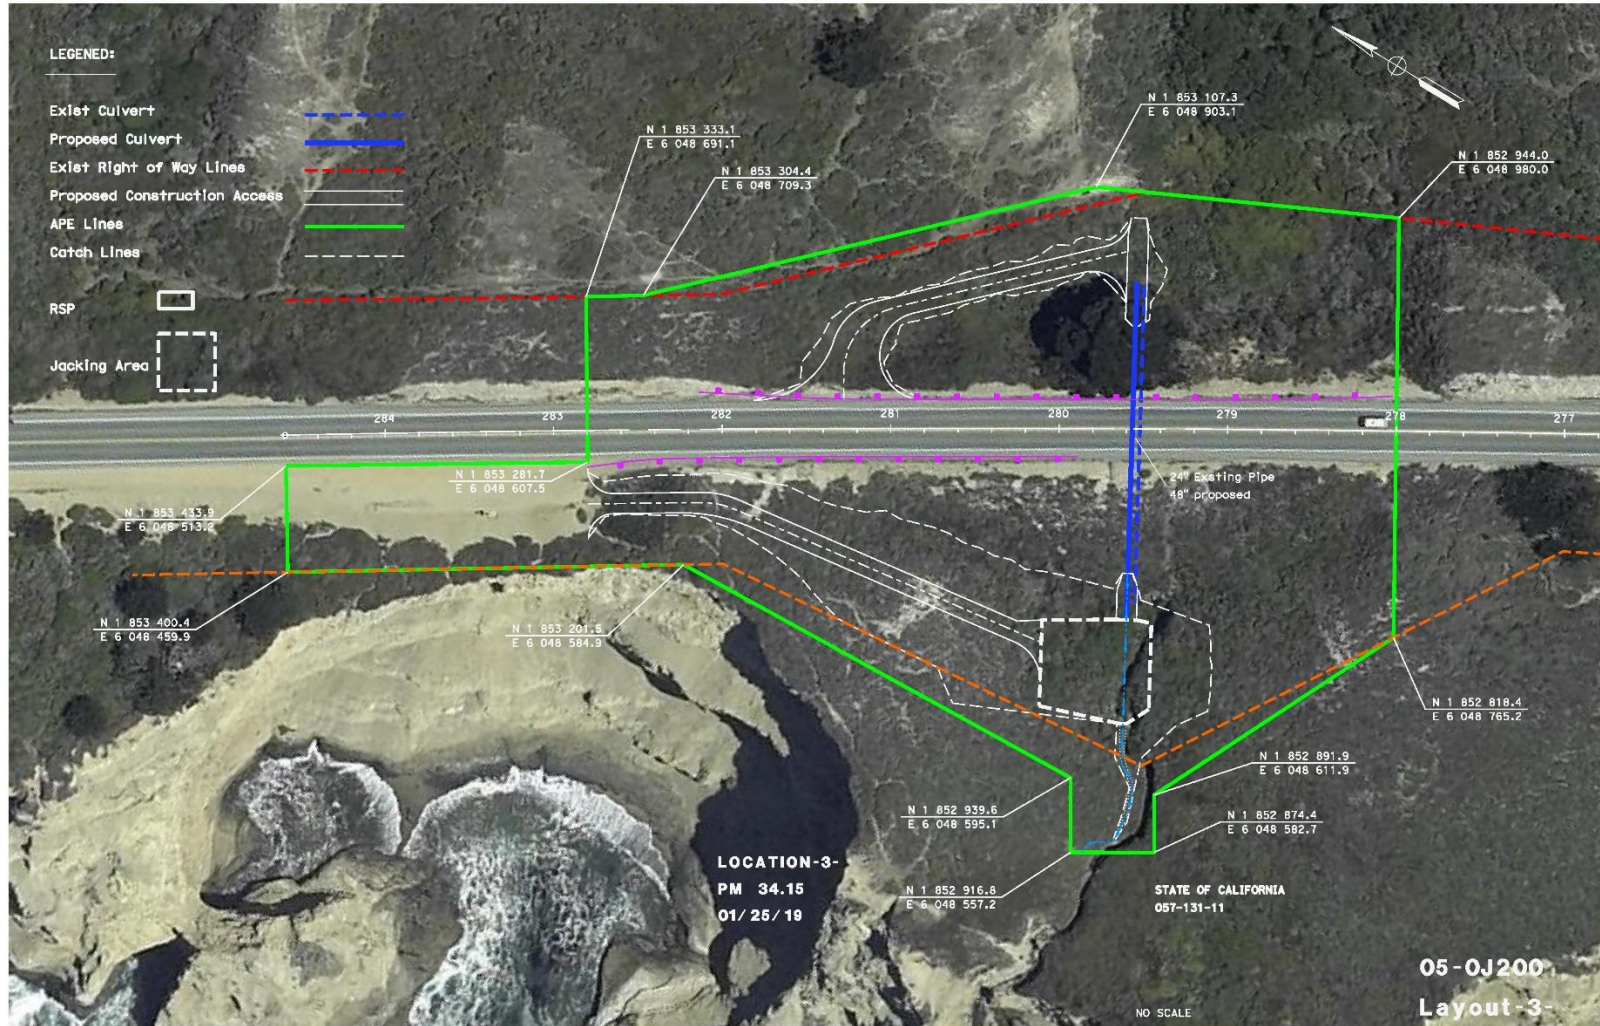 LEGENED:
Exist Culvert
Proposed Culvert
Exist Right of Way Lines
Proposed Construction Access
APE Lines
Catch Lines
RSP
Jacking Area
N 1 853 333.1
E 6 048 691.1
N 1 853 304.4
E 6 048 709.3
N 1 853 107.3
E 6 048 903.1
N 1 852 944.0
E 6 048 980.0
284
283
282
281
280
279
278
277
N 1 853 281.7
E 6 048 607.5
24" Exsting Pipe
48" proposed
N 1 853 433.9
E 6 048 513.2
N 1 853 400.4
E 6 048 459.9
N 1 853 201.5
E 6 048 584.9
N 1 852 818.4
E 6 048 765.2
N 1 852 891.9
E 6 048 611.9
N 1 852 939.6
E 6 048 595.1
N 1 852 874.4
E 6 048 582.7
N 1 852 916.8
E 6 048 557.2
LOCATION-3-
PM 34.15
01/25/19
STATE OF CALIFORNIA
057-131-11
05-0J200
Layout-3-
NO SCALE